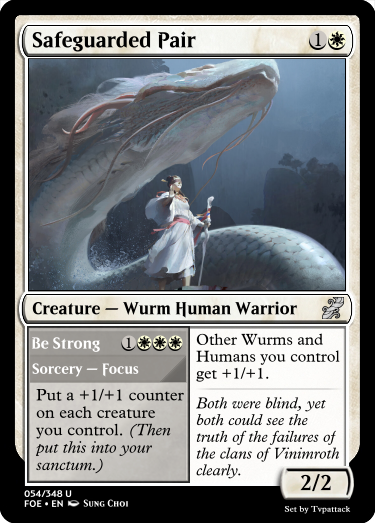 Safeguarded Pair 1
Creature — Wurm Human Warrior
Be Strong 1
Sorcery — Focus
Put a +1/+1 counter
on each creature
you control. (Then
put this into your
sanctum.)
Other Wurms and
Humans you control
get +1/+1.
Both were blind, yet
both could see the
truth of the failures of
the clans of Vinimroth
clearly.
2/2
054/348 U
FOE • EN Sung Choi
Set by Tvpattack